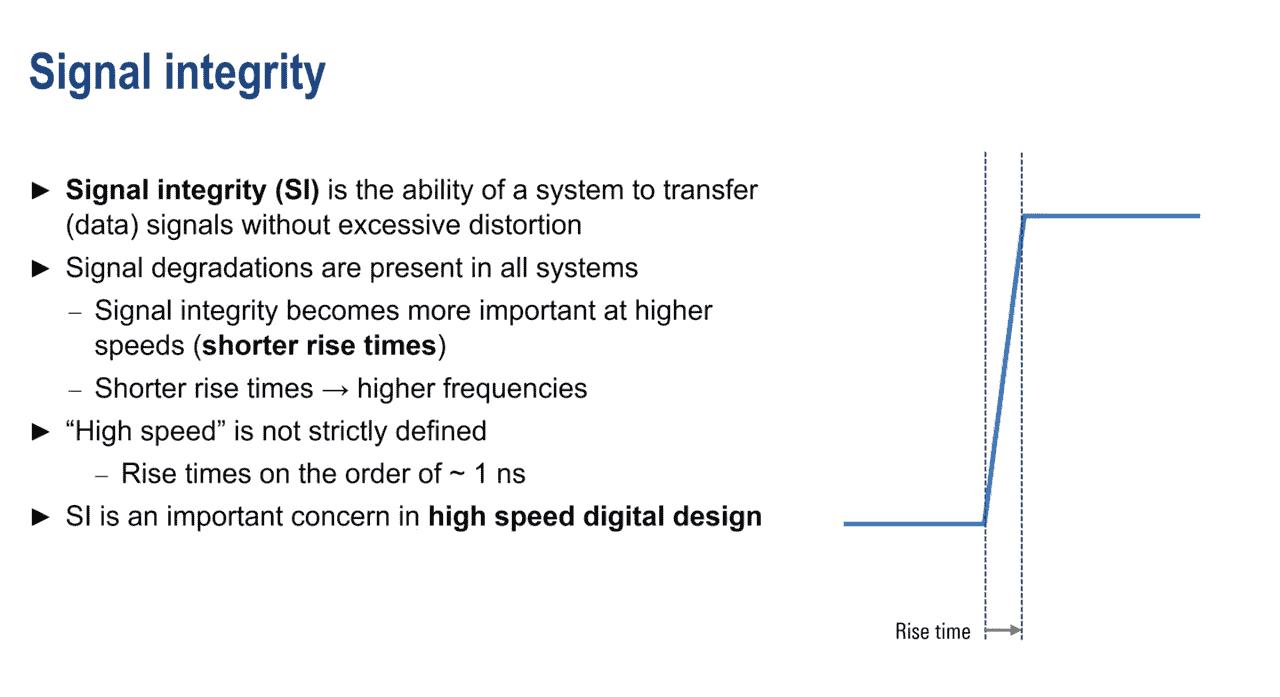 Signal integrity
► Signal integrity (SI) is the ability of a system to transfer
(data) signals without excessive distortion
► Signal degradations are present in all systems
– Signal integrity becomes more important at higher
speeds (shorter rise times)
– Shorter rise times → higher frequencies
► “High speed” is not strictly defined
– Rise times on the order of ~ 1 ns
► SI is an important concern in high speed digital design
Rise time